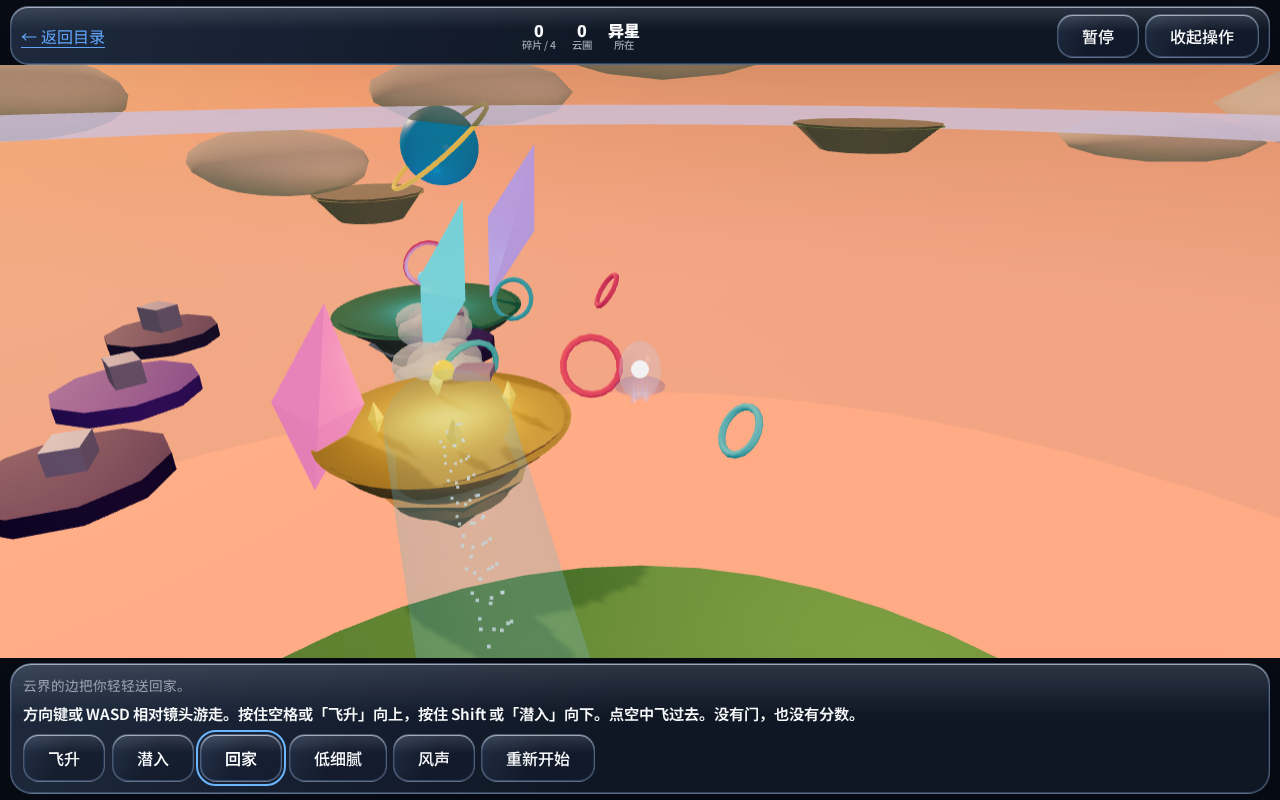 ← 返回目录
0 0 异星
碎片 / 4 云圃 所在
暂停 收起操作
云界的边把你轻轻送回家。
方向键或 WASD 相对镜头游走。按住空格或「飞升」向上，按住 Shift 或「潜入」向下。点空中飞过去。没有门，也没有分数。
飞升 潜入 回家 低细腻 风声 重新开始